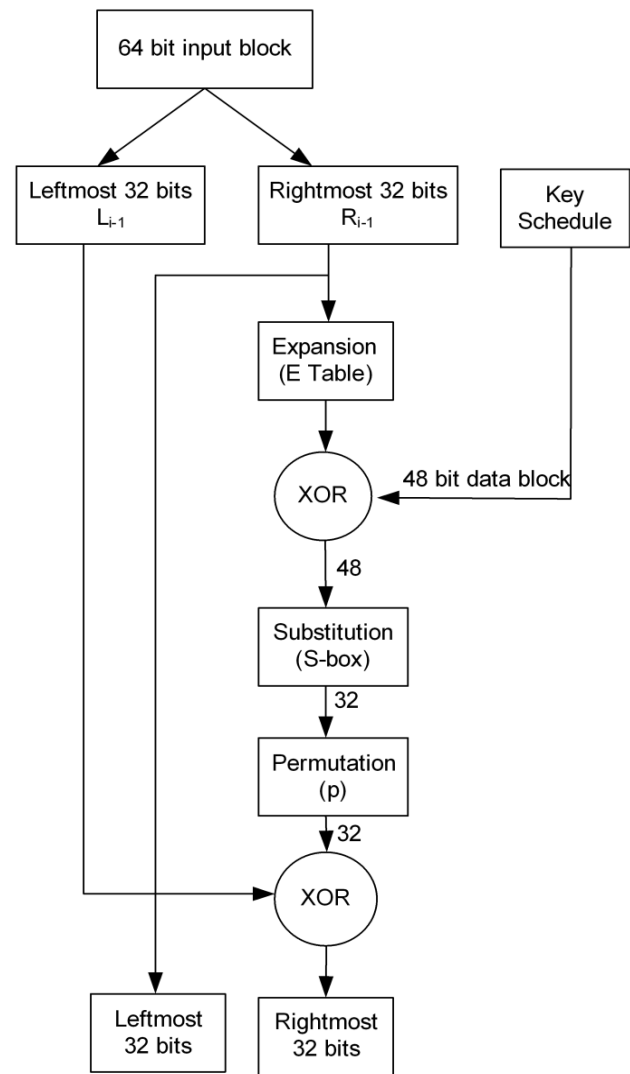 64 bit input block
Leftmost 32 bits
Lᵢ₋₁
Rightmost 32 bits
Rᵢ₋₁
Key
Schedule
Expansion
(E Table)
XOR
48 bit data block
48
Substitution
(S-box)
32
Permutation
(p)
32
XOR
Leftmost
32 bits
Rightmost
32 bits